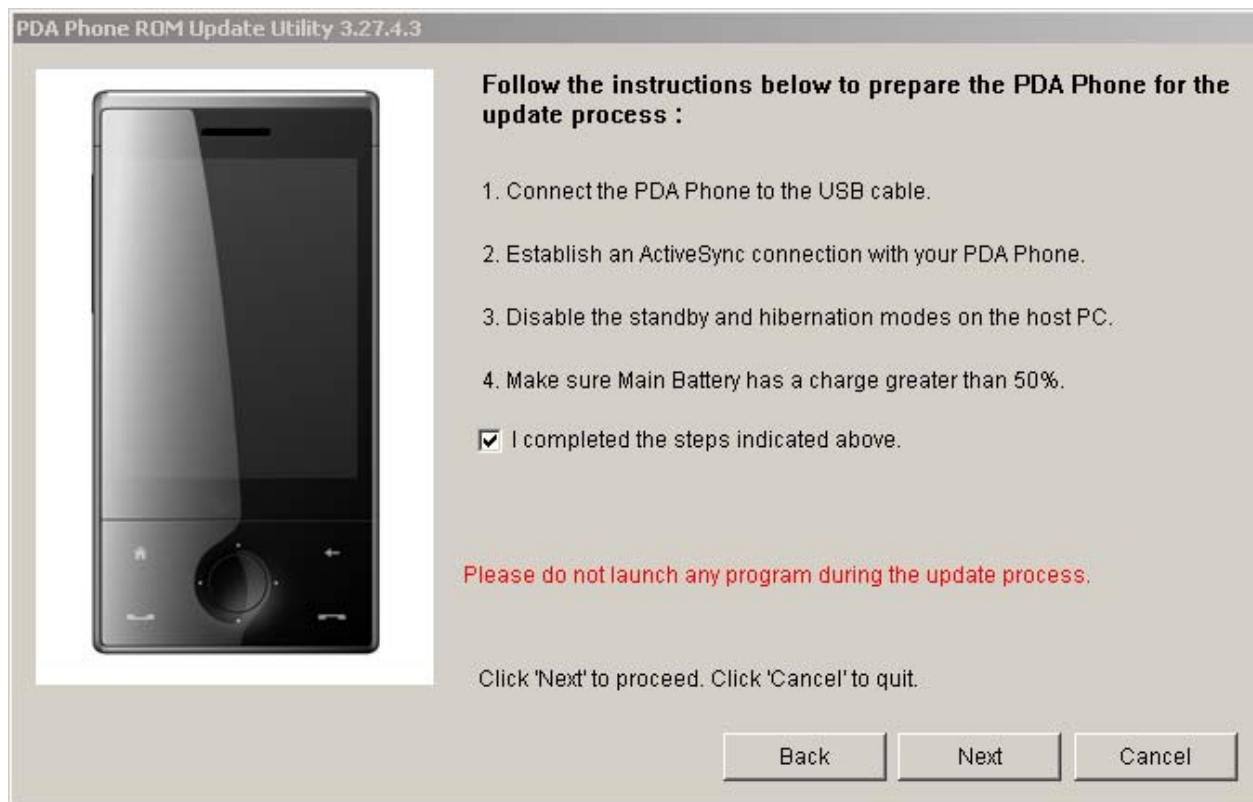 PDA Phone ROM Update Utility 3.27.4.3
Follow the instructions below to prepare the PDA Phone for the
update process :
1. Connect the PDA Phone to the USB cable.
2. Establish an ActiveSync connection with your PDA Phone.
3. Disable the standby and hibernation modes on the host PC.
4. Make sure Main Battery has a charge greater than 50%.
I completed the steps indicated above.
Please do not launch any program during the update process.
Click 'Next' to proceed. Click 'Cancel' to quit.
Back Next Cancel